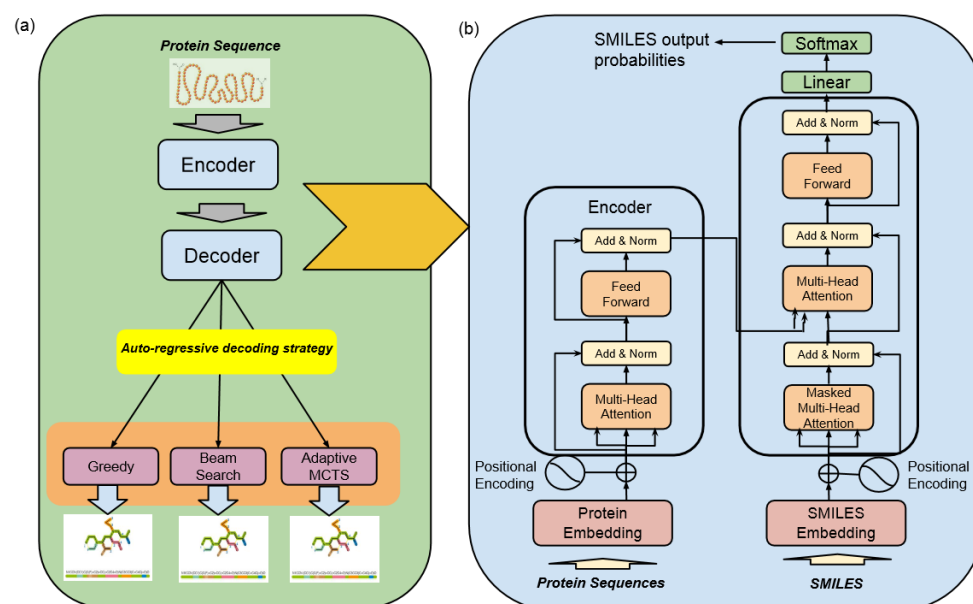 (a)
Protein Sequence
Encoder
Decoder
Auto-regressive decoding strategy
Greedy
Beam
Search
Adaptive
MCTS
(b)
SMILES output
probabilities
Softmax
Linear
Encoder
Add & Norm
Feed
Forward
Add & Norm
Multi-Head
Attention
Positional
Encoding
Protein
Embedding
Protein Sequences
Add & Norm
Feed
Forward
Add & Norm
Multi-Head
Attention
Add & Norm
Masked
Multi-Head
Attention
Positional
Encoding
SMILES
Embedding
SMILES